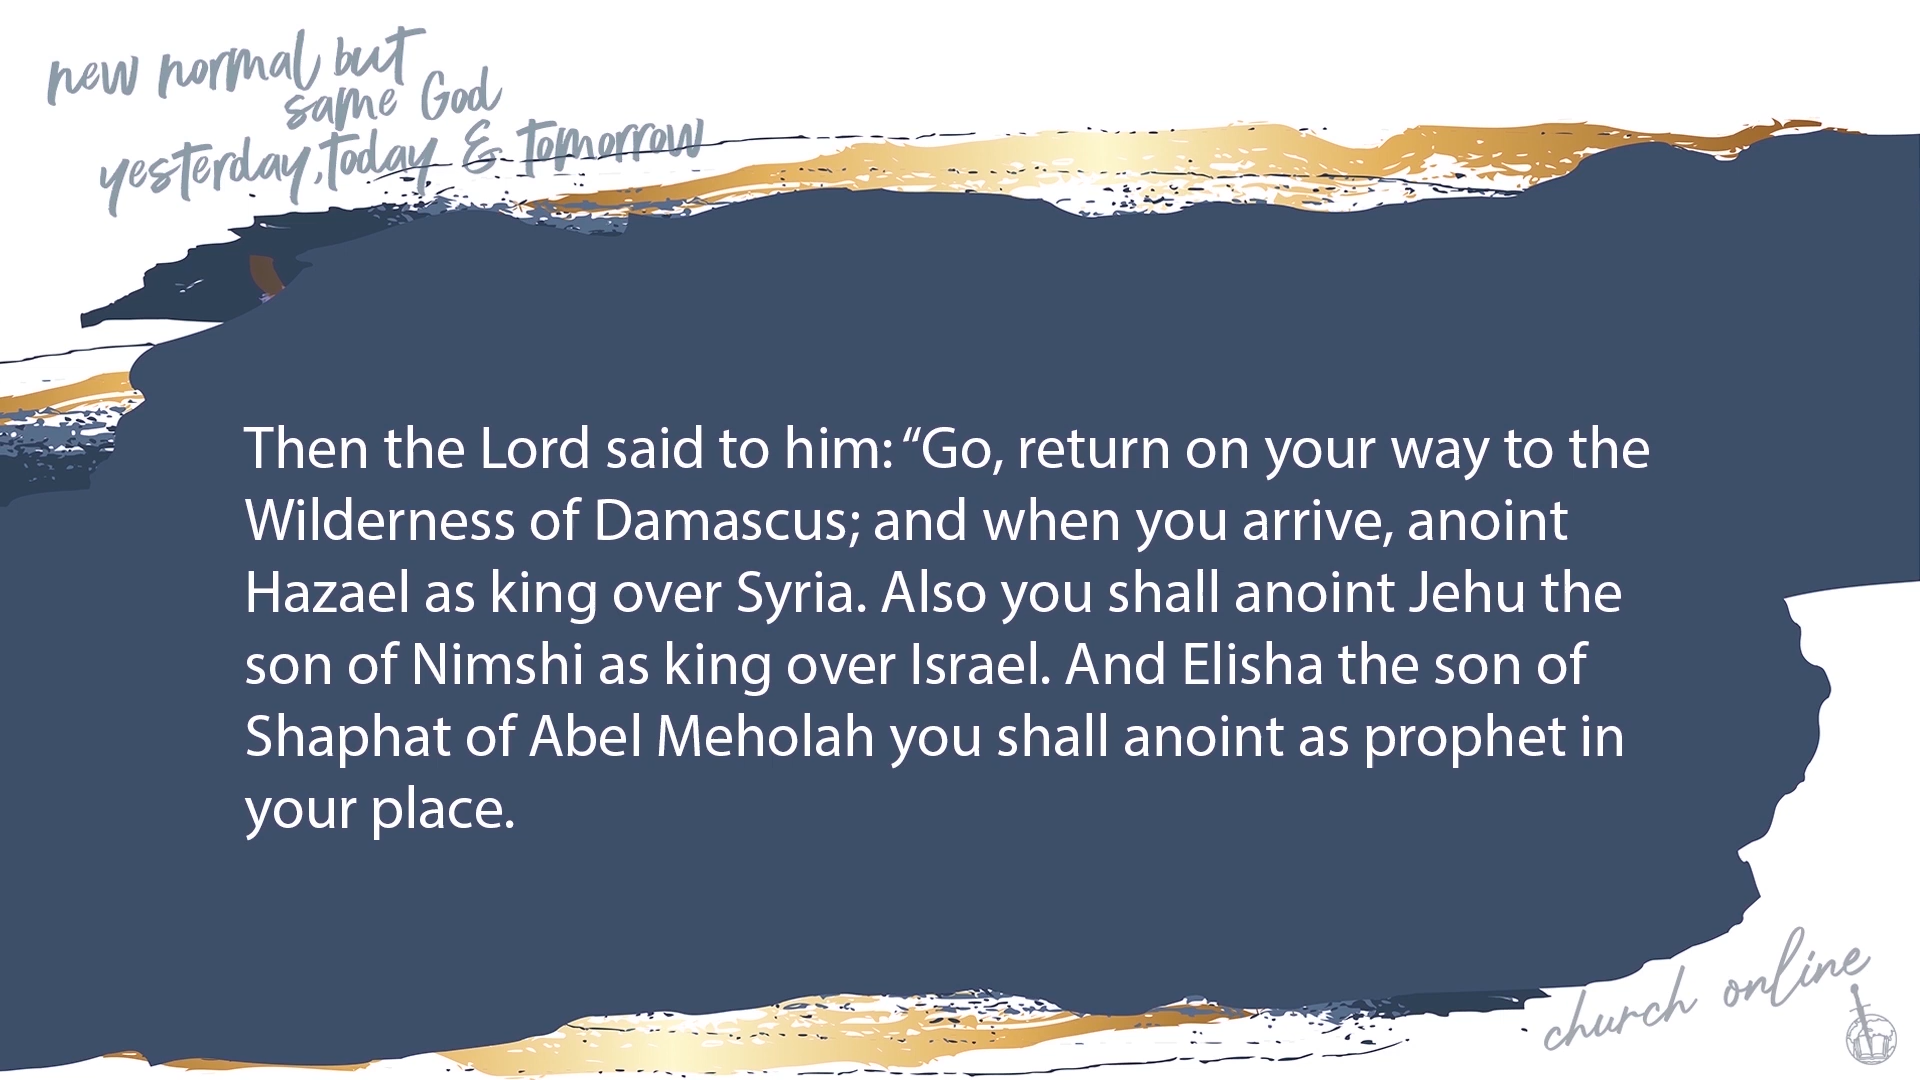 new normal but
same God
yesterday, today & tomorrow
Then the Lord said to him: “Go, return on your way to the
Wilderness of Damascus; and when you arrive, anoint
Hazael as king over Syria. Also you shall anoint Jehu the
son of Nimshi as king over Israel. And Elisha the son of
Shaphat of Abel Meholah you shall anoint as prophet in
your place.
church online